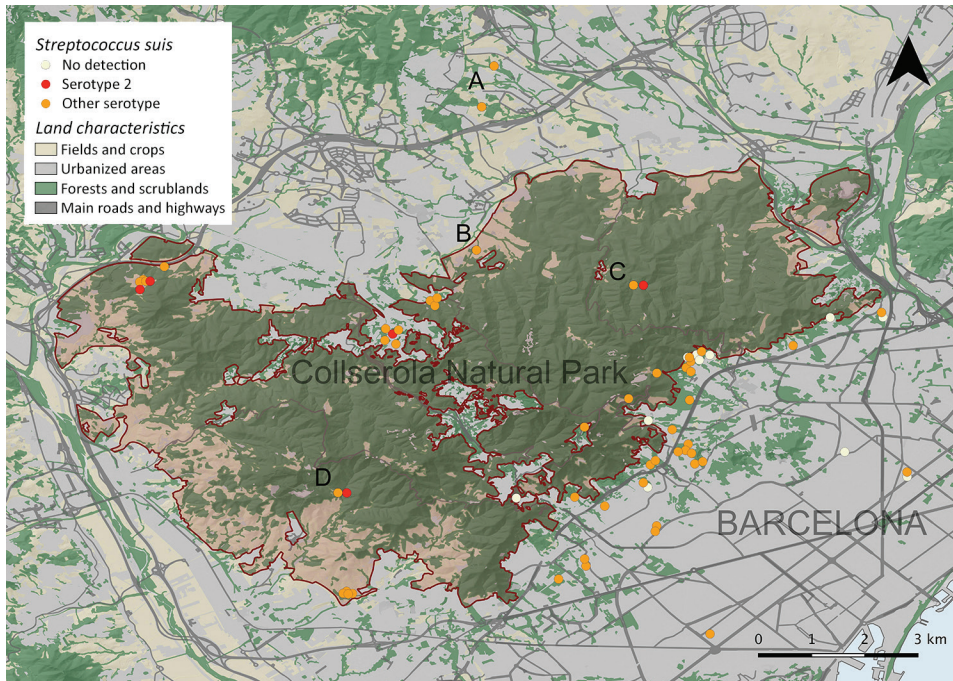 Streptococcus suis
No detection
Serotype 2
Other serotype
Land characteristics
Fields and crops
Urbanized areas
Forests and scrublands
Main roads and highways
A
B
C
Collserola Natural Park
D
BARCELONA
0 1 2 3 km